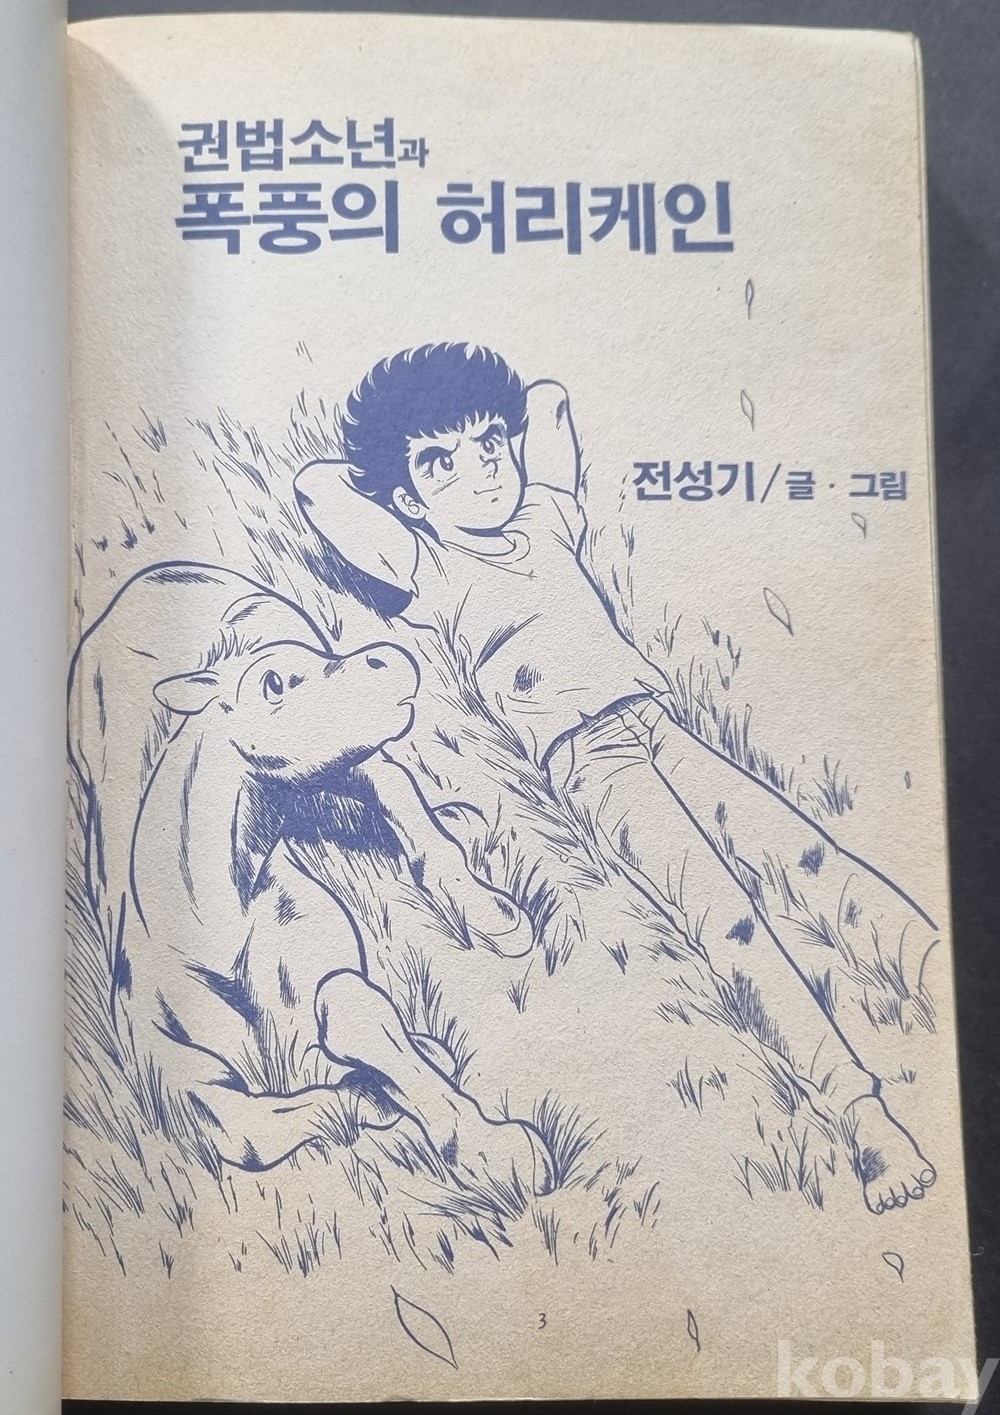 권법소년과
폭풍의 허리케인
전성기/글·그림
3
kobay